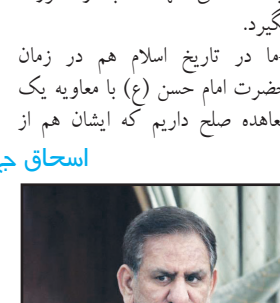 گیرد.
ما در تاریخ اسلام هم در زمان
حضرت امام حسن (ع) با معاویه یک
معاهده صلح داریم که ایشان هم از
اسحاق